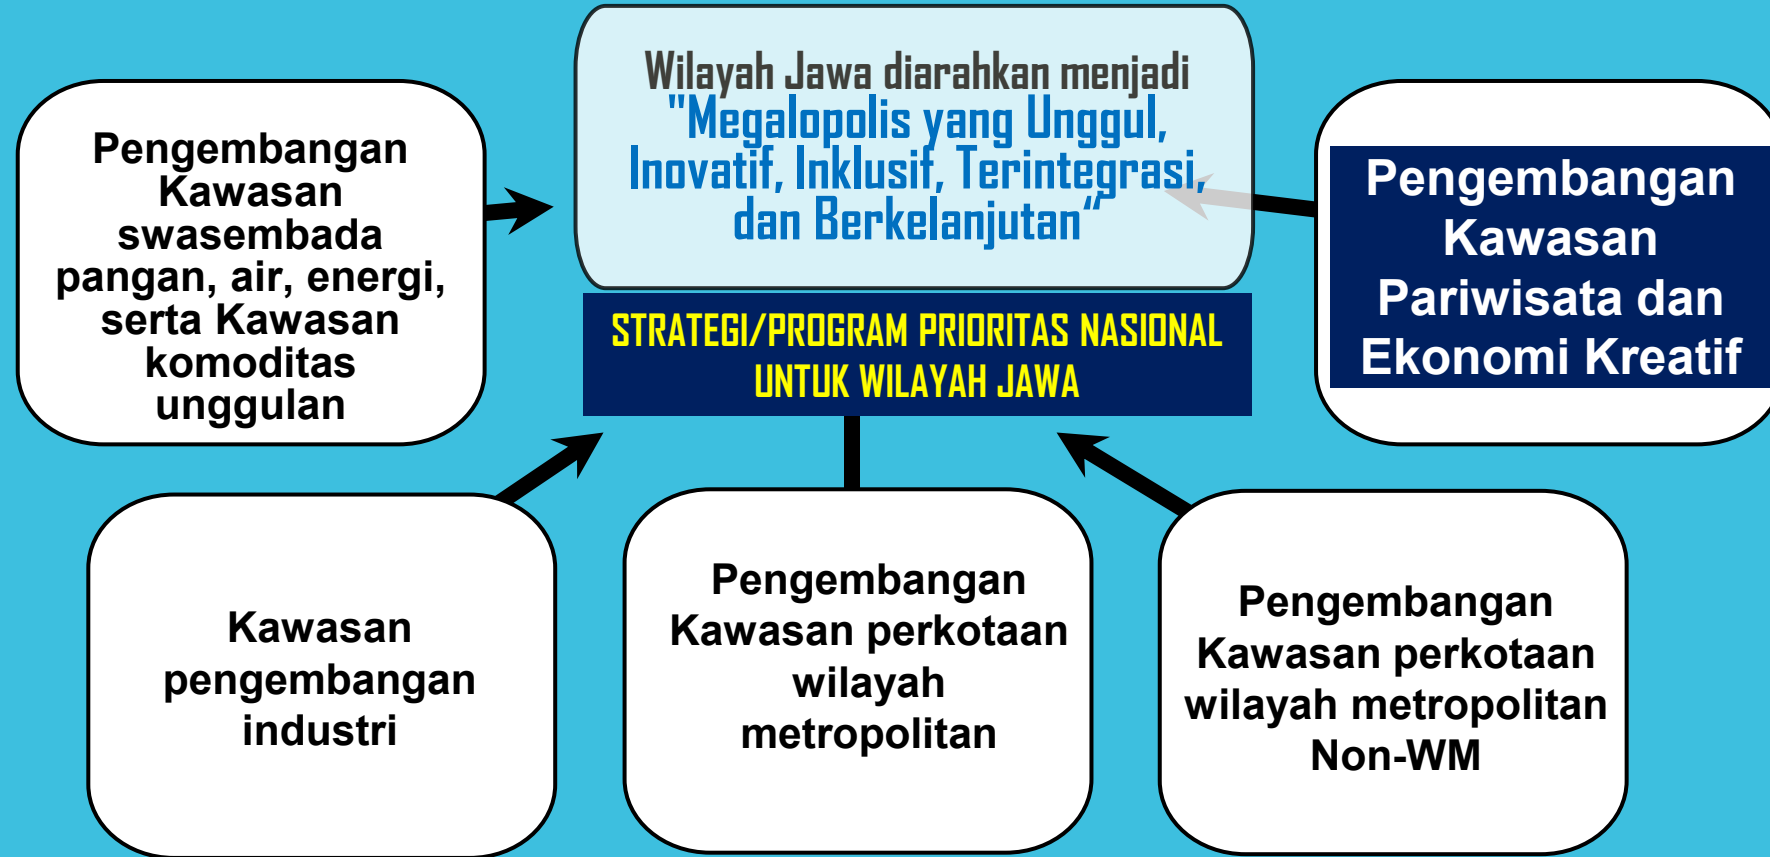 Wilayah Jawa diarahkan menjadi
"Megalopolis yang Unggul,
Inovatif, Inklusif, Terintegrasi,
dan Berkelanjutan“
STRATEGI/PROGRAM PRIORITAS NASIONAL
UNTUK WILAYAH JAWA
Pengembangan
Kawasan
swasembada
pangan, air, energi,
serta Kawasan
komoditas
unggulan
Pengembangan
Kawasan
Pariwisata dan
Ekonomi Kreatif
Kawasan
pengembangan
industri
Pengembangan
Kawasan perkotaan
wilayah
metropolitan
Pengembangan
Kawasan perkotaan
wilayah metropolitan
Non-WM